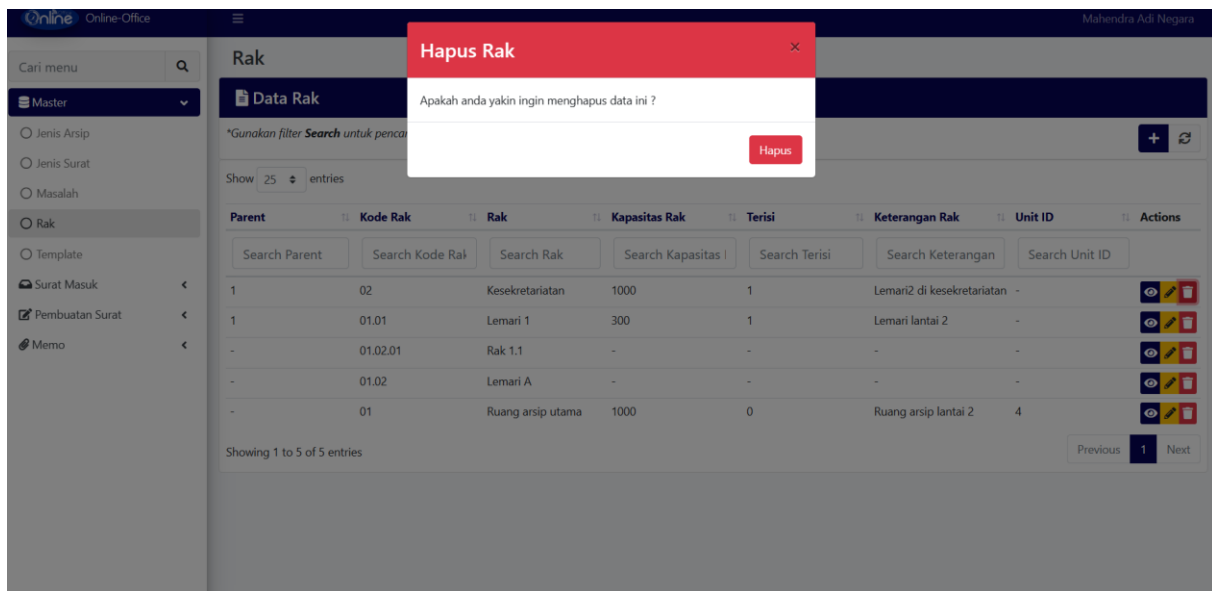 Online Online-Office
Mahendra Adi Negara
Cari menu
Master
Jenis Arsip
Jenis Surat
Masalah
Rak
Template
Surat Masuk
Pembuatan Surat
Memo
Rak
Hapus Rak ×
Apakah anda yakin ingin menghapus data ini ?
Hapus
Data Rak
*Gunakan filter Search untuk pencar
Show 25 entries
Parent Kode Rak Rak Kapasitas Rak Terisi Keterangan Rak Unit ID Actions
Search Parent Search Kode Rak Search Rak Search Kapasitas Search Terisi Search Keterangan Search Unit ID
1 02 Kesekretariatan 1000 1 Lemari2 di kesekretariatan -
1 01.01 Lemari 1 300 1 Lemari lantai 2 -
- 01.02.01 Rak 1.1 - - - -
- 01.02 Lemari A - - - -
- 01 Ruang arsip utama 1000 0 Ruang arsip lantai 2 4
Showing 1 to 5 of 5 entries
Previous 1 Next